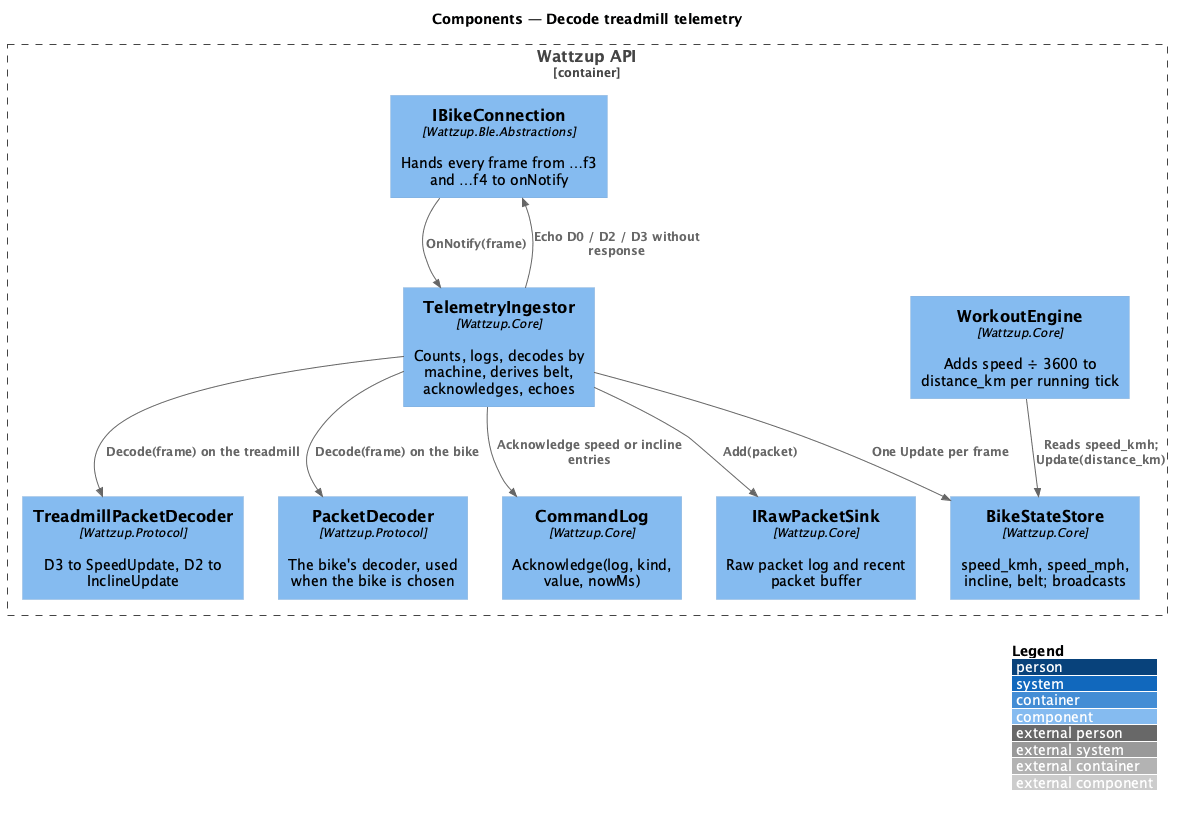 Components — Decode treadmill telemetry
Wattzup API
[container]
IBikeConnection
[Wattzup.Ble.Abstractions]
Hands every frame from …f3
and …f4 to onNotify
OnNotify(frame)
Echo D0 / D2 / D3 without
response
TelemetryIngestor
[Wattzup.Core]
Counts, logs, decodes by
machine, derives belt,
acknowledges, echoes
WorkoutEngine
[Wattzup.Core]
Adds speed ÷ 3600 to
distance_km per running tick
Decode(frame) on the treadmill
Decode(frame) on the bike
Acknowledge speed or incline
entries
Add(packet)
One Update per frame
Reads speed_kmh;
Update(distance_km)
TreadmillPacketDecoder
[Wattzup.Protocol]
D3 to SpeedUpdate, D2 to
InclineUpdate
PacketDecoder
[Wattzup.Protocol]
The bike's decoder, used
when the bike is chosen
CommandLog
[Wattzup.Core]
Acknowledge(log, kind,
value, nowMs)
IRawPacketSink
[Wattzup.Core]
Raw packet log and recent
packet buffer
BikeStateStore
[Wattzup.Core]
speed_kmh, speed_mph,
incline, belt; broadcasts
Legend
person
system
container
component
external person
external system
external container
external component